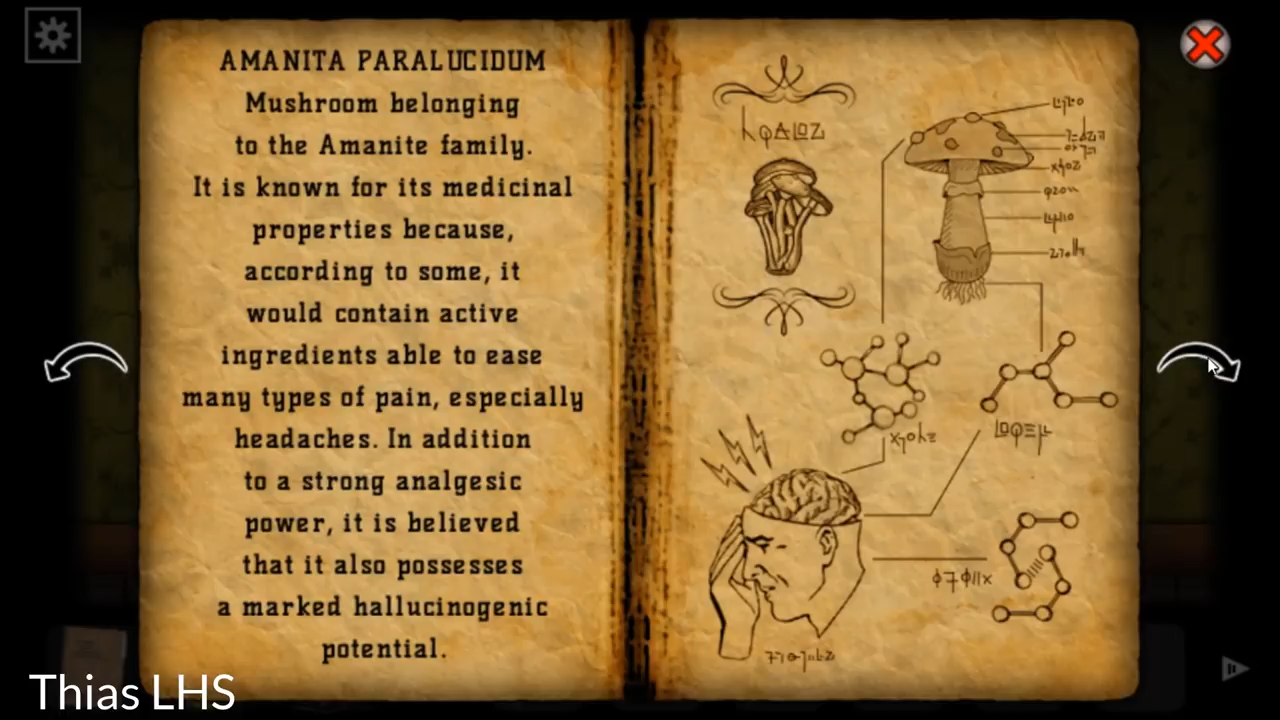 AMANITA PARALUCIDUM
Mushroom belonging
to the Amanite family.
It is known for its medicinal
properties because,
according to some, it
would contain active
ingredients able to ease
many types of pain, especially
headaches. In addition
to a strong analgesic
power, it is believed
that it also possesses
a marked hallucinogenic
potential.
Thias LHS